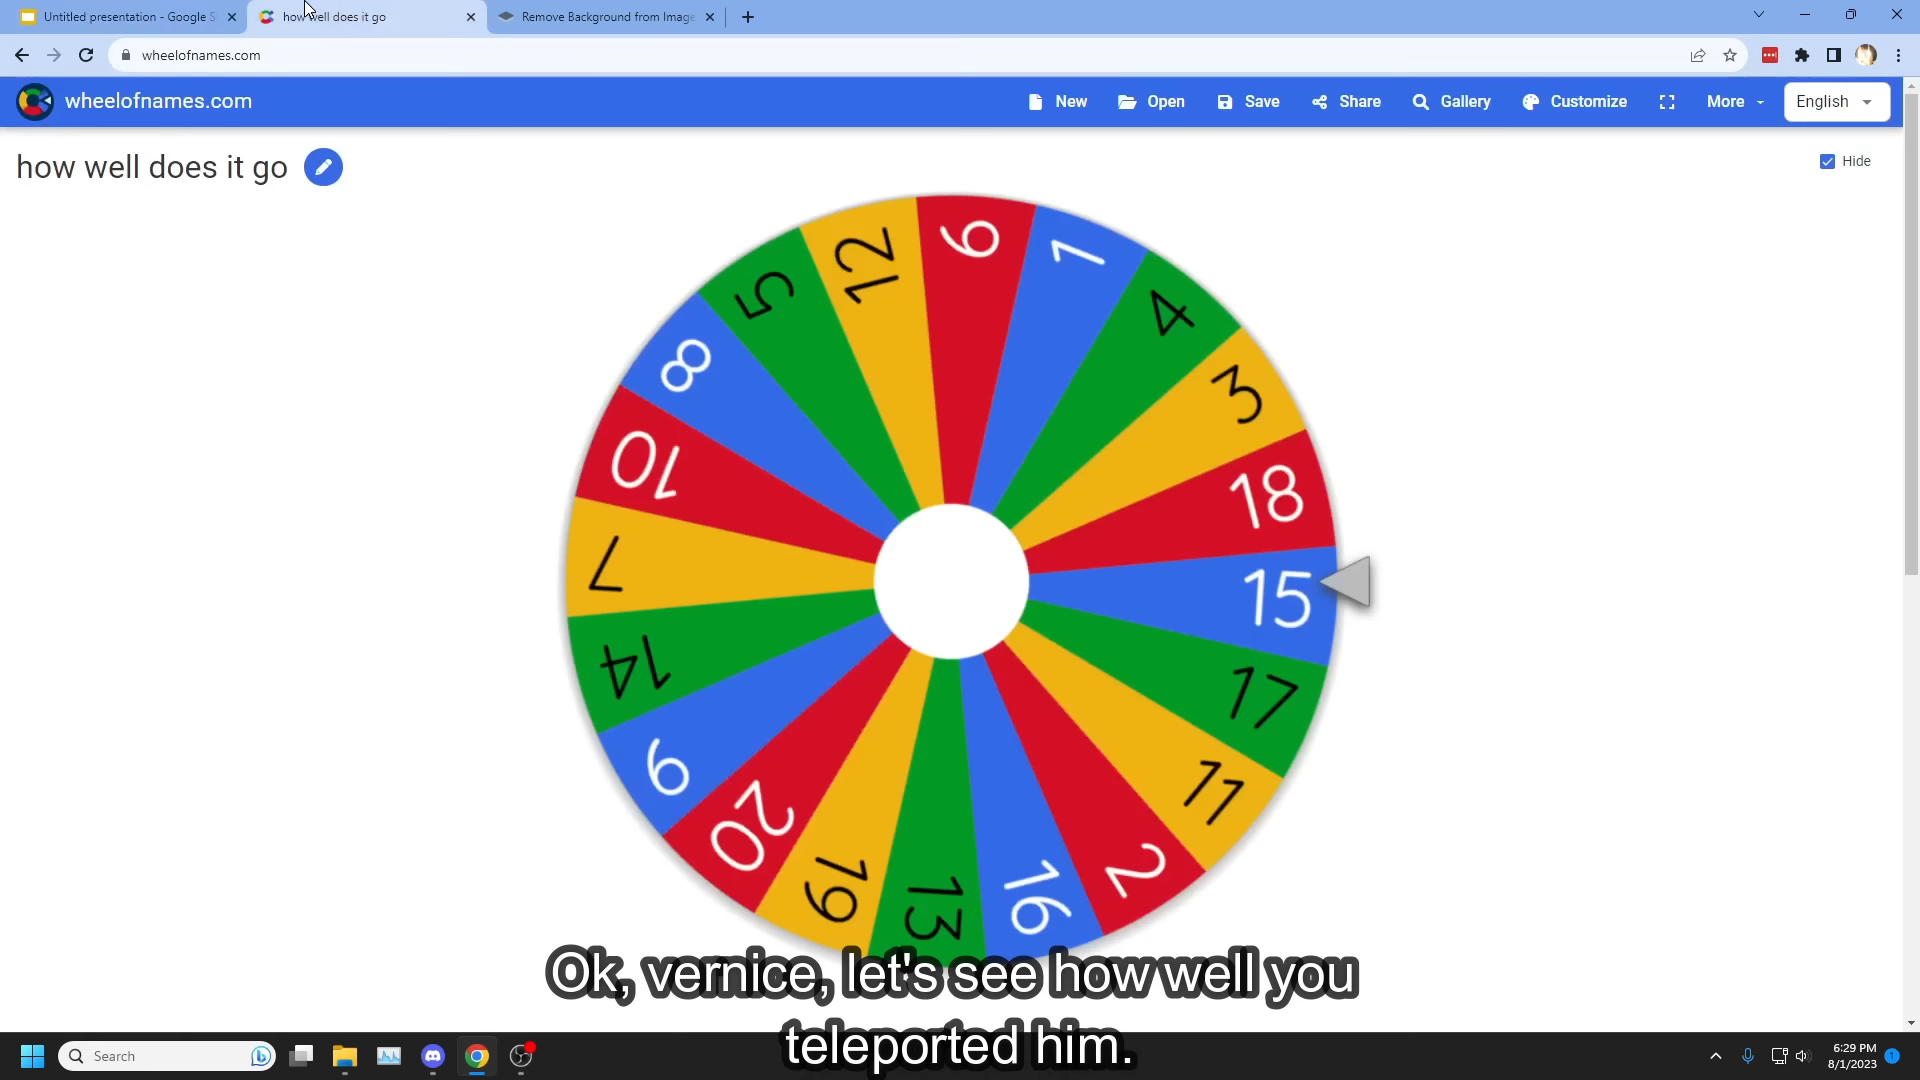 Untitled presentation - Google S
how well does it go
Remove Background from Image
wheelofnames.com
wheelofnames.com
New
Open
Save
Share
Gallery
Customize
More
English
how well does it go
Hide
12
6
1
5
4
8
3
10
18
7
15
14
17
9
11
20
2
19
13
16
Ok, vernice, let's see how well you
teleported him.
Search
6:29 PM
8/1/2023
1